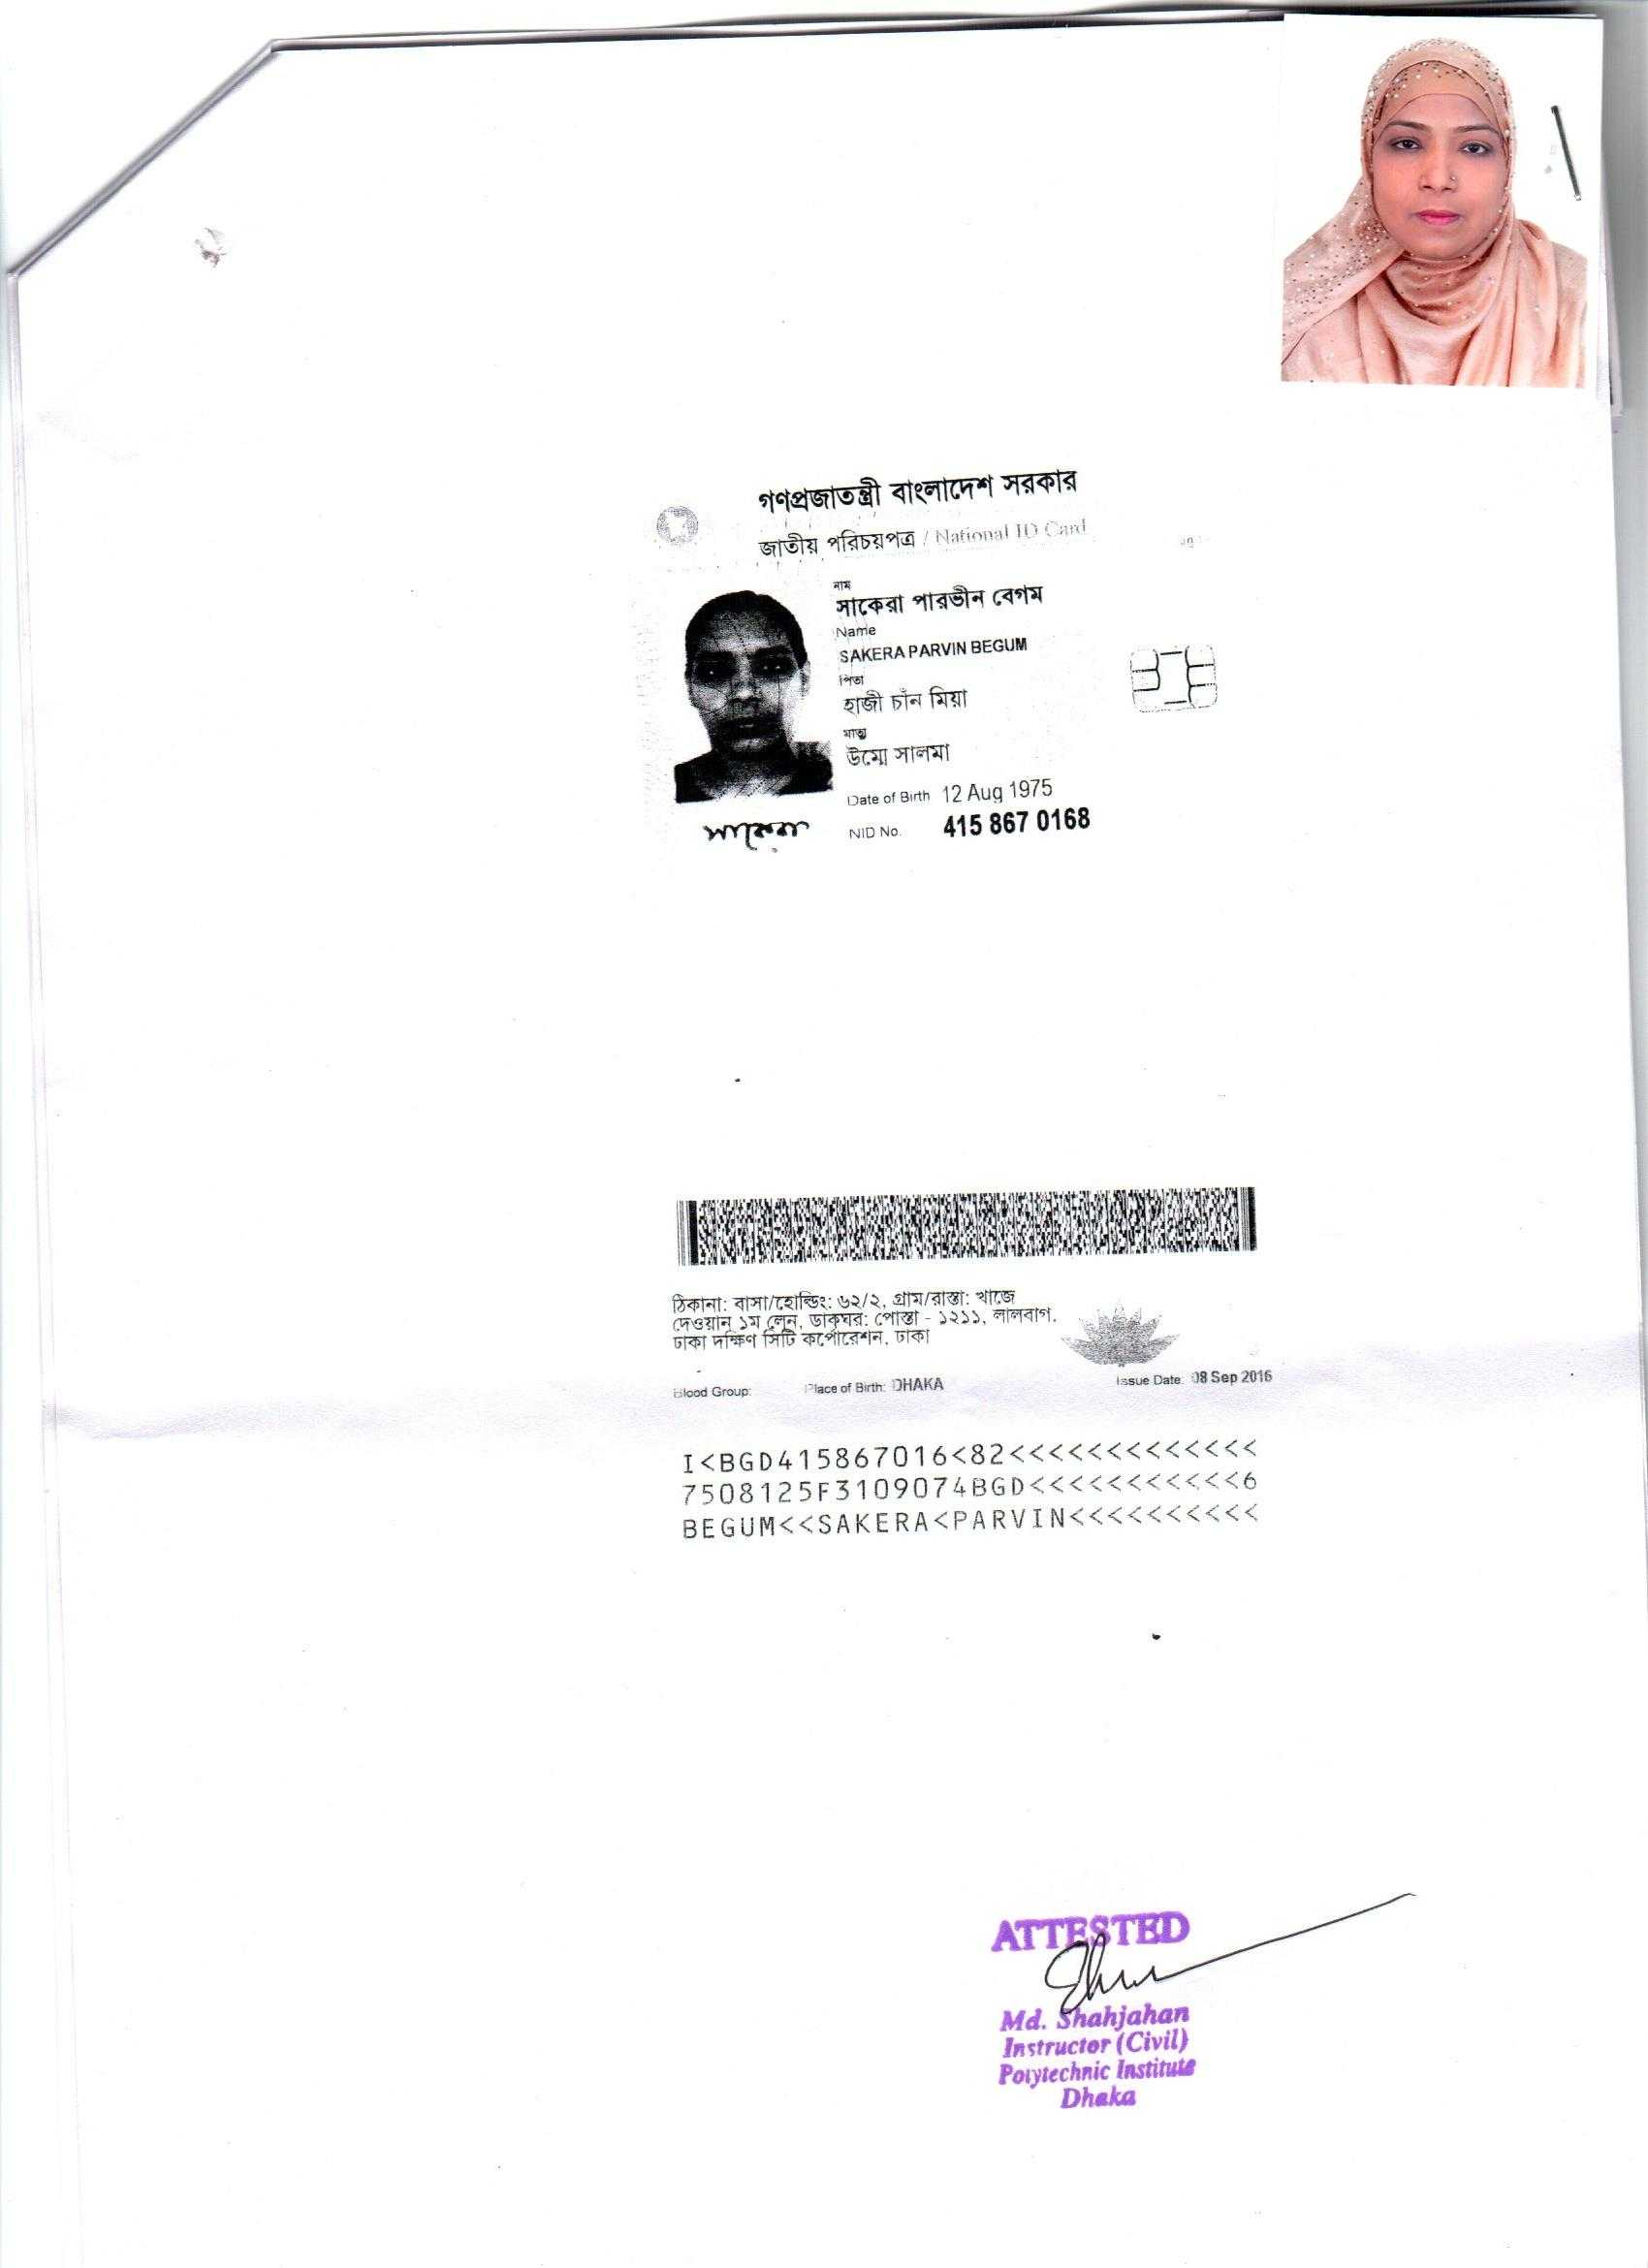 গণপ্রজাতন্ত্রী বাংলাদেশ সরকার
জাতীয় পরিচয়পত্র / National ID Card
নাম
সাকেরা পারভীন বেগম
Name
SAKERA PARVIN BEGUM
পিতা
হাজী চাঁন মিয়া
মাতা
উম্মে সালমা
Date of Birth 12 Aug 1975
সাকেরা
NID No. 415 867 0168
ঠিকানা: বাসা/হোল্ডিং: ৬২/২, গ্রাম/রাস্তা: খাজে
দেওয়ান ১ম লেন, ডাকঘর: পোস্তা - ১২১১, লালবাগ,
ঢাকা দক্ষিণ সিটি কর্পোরেশন, ঢাকা
Blood Group: Place of Birth: DHAKA Issue Date: 08 Sep 2016
I<BGD415867016<82<<<<<<<<<<<<<
7508125F3109074BGD<<<<<<<<<<<6
BEGUM<<SAKERA<PARVIN<<<<<<<<<<
ATTESTED
Md. Shahjahan
Instructor (Civil)
Polytechnic Institute
Dhaka